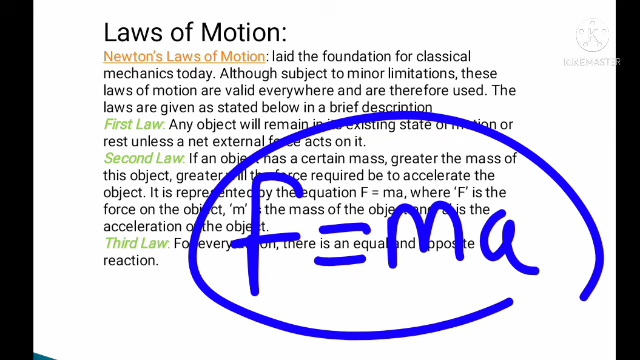 Laws of Motion:
KINEMASTER
Newton's Laws of Motion: laid the foundation for classical
mechanics today. Although subject to minor limitations, these
laws of motion are valid everywhere and are therefore used. The
laws are given as stated below in a brief description
First Law: Any object will remain in its existing state of motion or
rest unless a net external force acts on it.
Second Law: If an object has a certain mass, greater the mass of
this object, greater will the force required be to accelerate the
object. It is represented by the equation F = ma, where 'F' is
the force on the object, 'm' is the mass of the object and is the
acceleration of the object.
Third Law: For every action, there is an equal and opposite
reaction.
F=ma